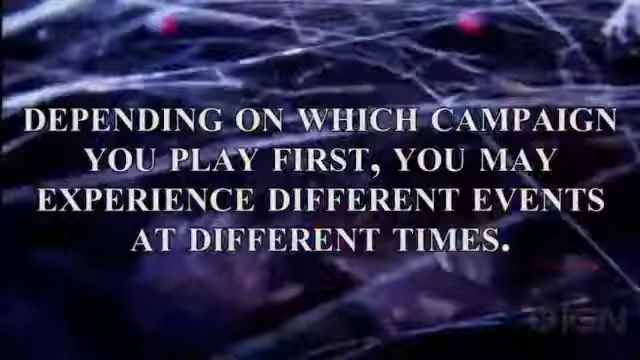 DEPENDING ON WHICH CAMPAIGN
YOU PLAY FIRST, YOU MAY
EXPERIENCE DIFFERENT EVENTS
AT DIFFERENT TIMES.
IGN